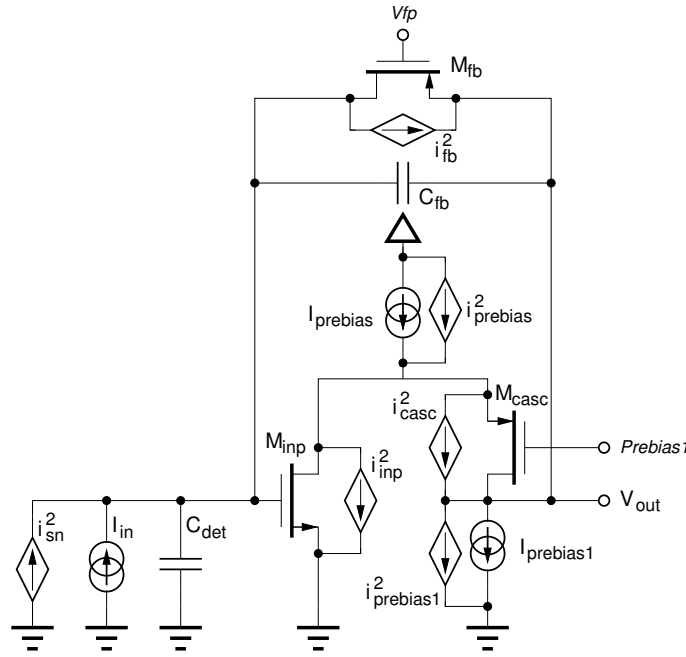 Vfp
M_fb
i²_fb
C_fb
I_prebias
i²_prebias
i²_casc
M_casc
M_inp
i²_inp
Prebias1
i²_sn
I_in
C_det
V_out
I_prebias1
i²_prebias1